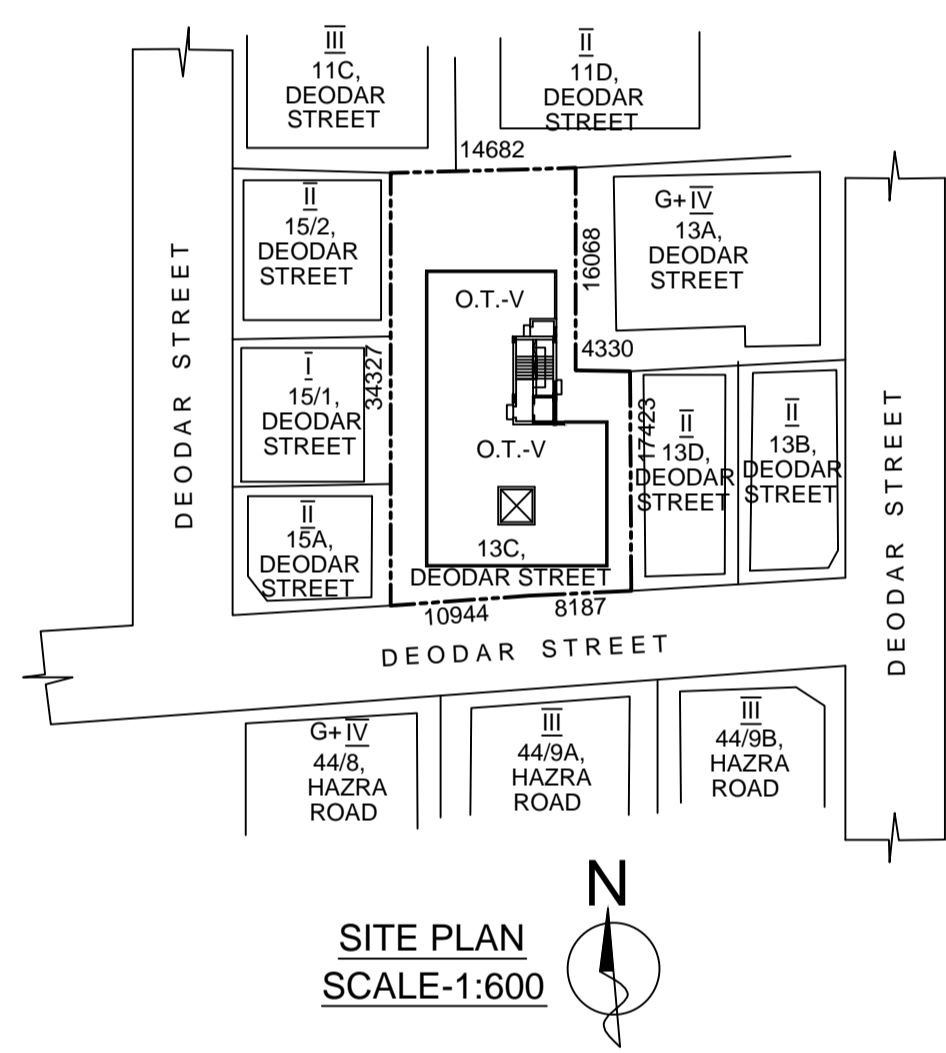 III
11C,
DEODAR
STREET
II
11D,
DEODAR
STREET
14682
II
15/2,
DEODAR
STREET
G+IV
13A,
DEODAR
STREET
16068
O.T.-V
DEODAR STREET
I
15/1,
DEODAR
STREET
34327
4330
17423
II
13D,
DEODAR
STREET
II
13B,
DEODAR
STREET
DEODAR STREET
O.T.-V
II
15A,
DEODAR
STREET
13C,
DEODAR STREET
10944
8187
DEODAR STREET
G+IV
44/8,
HAZRA
ROAD
III
44/9A,
HAZRA
ROAD
III
44/9B,
HAZRA
ROAD
N
SITE PLAN
SCALE-1:600